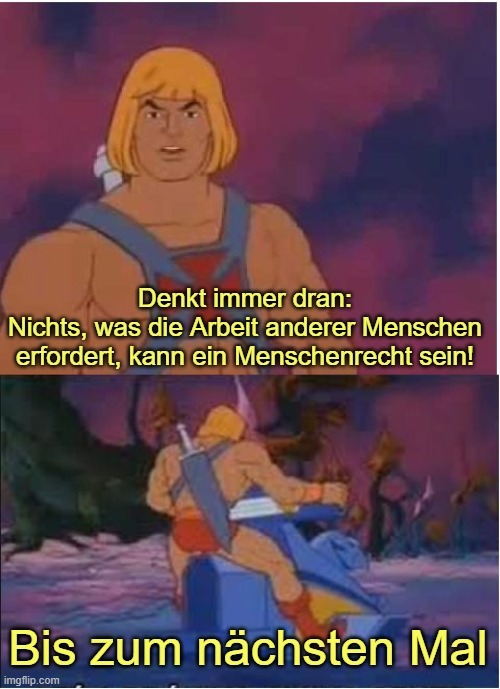 Denkt immer dran:
Nichts, was die Arbeit anderer Menschen
erfordert, kann ein Menschenrecht sein!
Bis zum nächsten Mal
imgflip.com